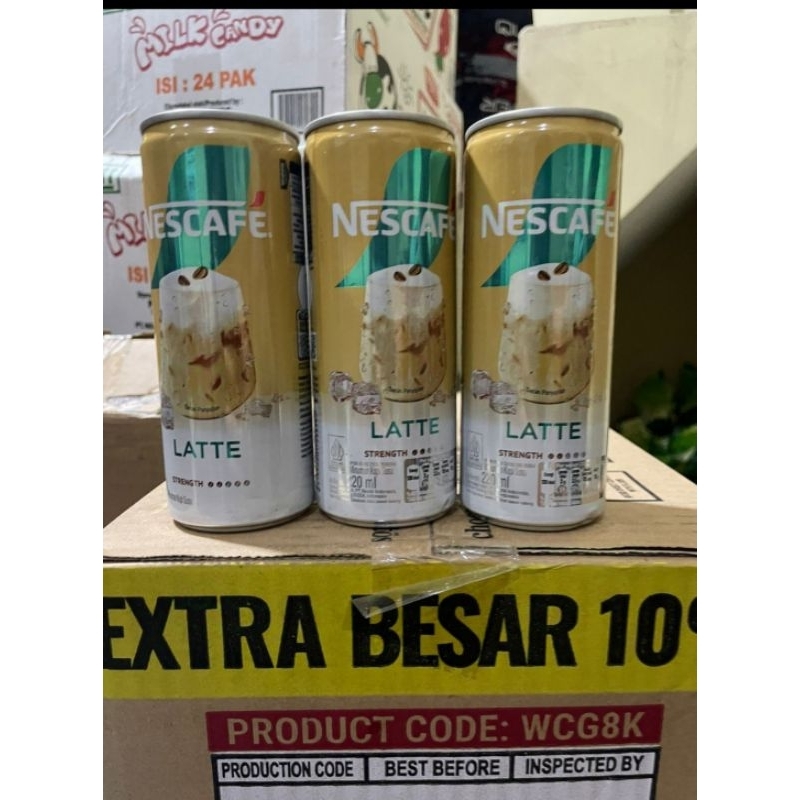 MILK CANDY
ISI : 24 PAK
ISI
NESCAFÉ
LATTE
STRENGTH
NESCAFÉ
LATTE
STRENGTH
220 ml
NESCAFÉ
LATTE
STRENGTH
220 ml
EXTRA BESAR 10
PRODUCT CODE: WCG8K
PRODUCTION CODE
BEST BEFORE
INSPECTED BY